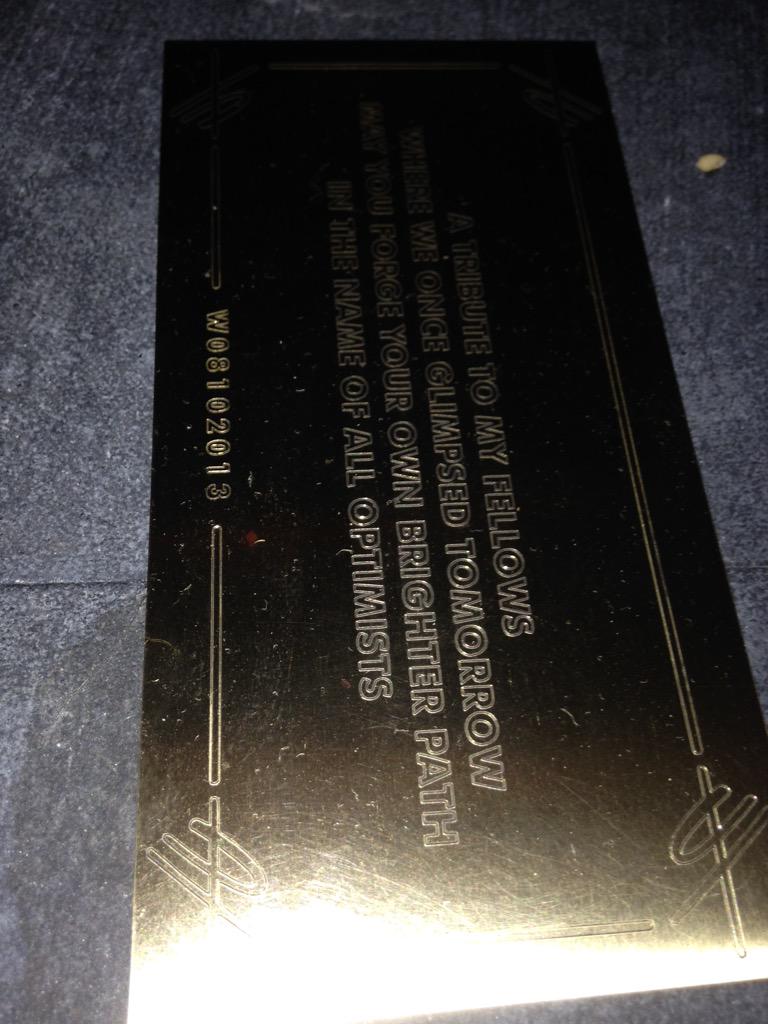 A TRIBUTE TO MY FELLOWS
WHERE WE ONCE GLIMPSED TOMORROW
MAY YOU FORGE YOUR OWN BRIGHTER PATH
IN THE NAME OF ALL OPTIMISTS
W08102013